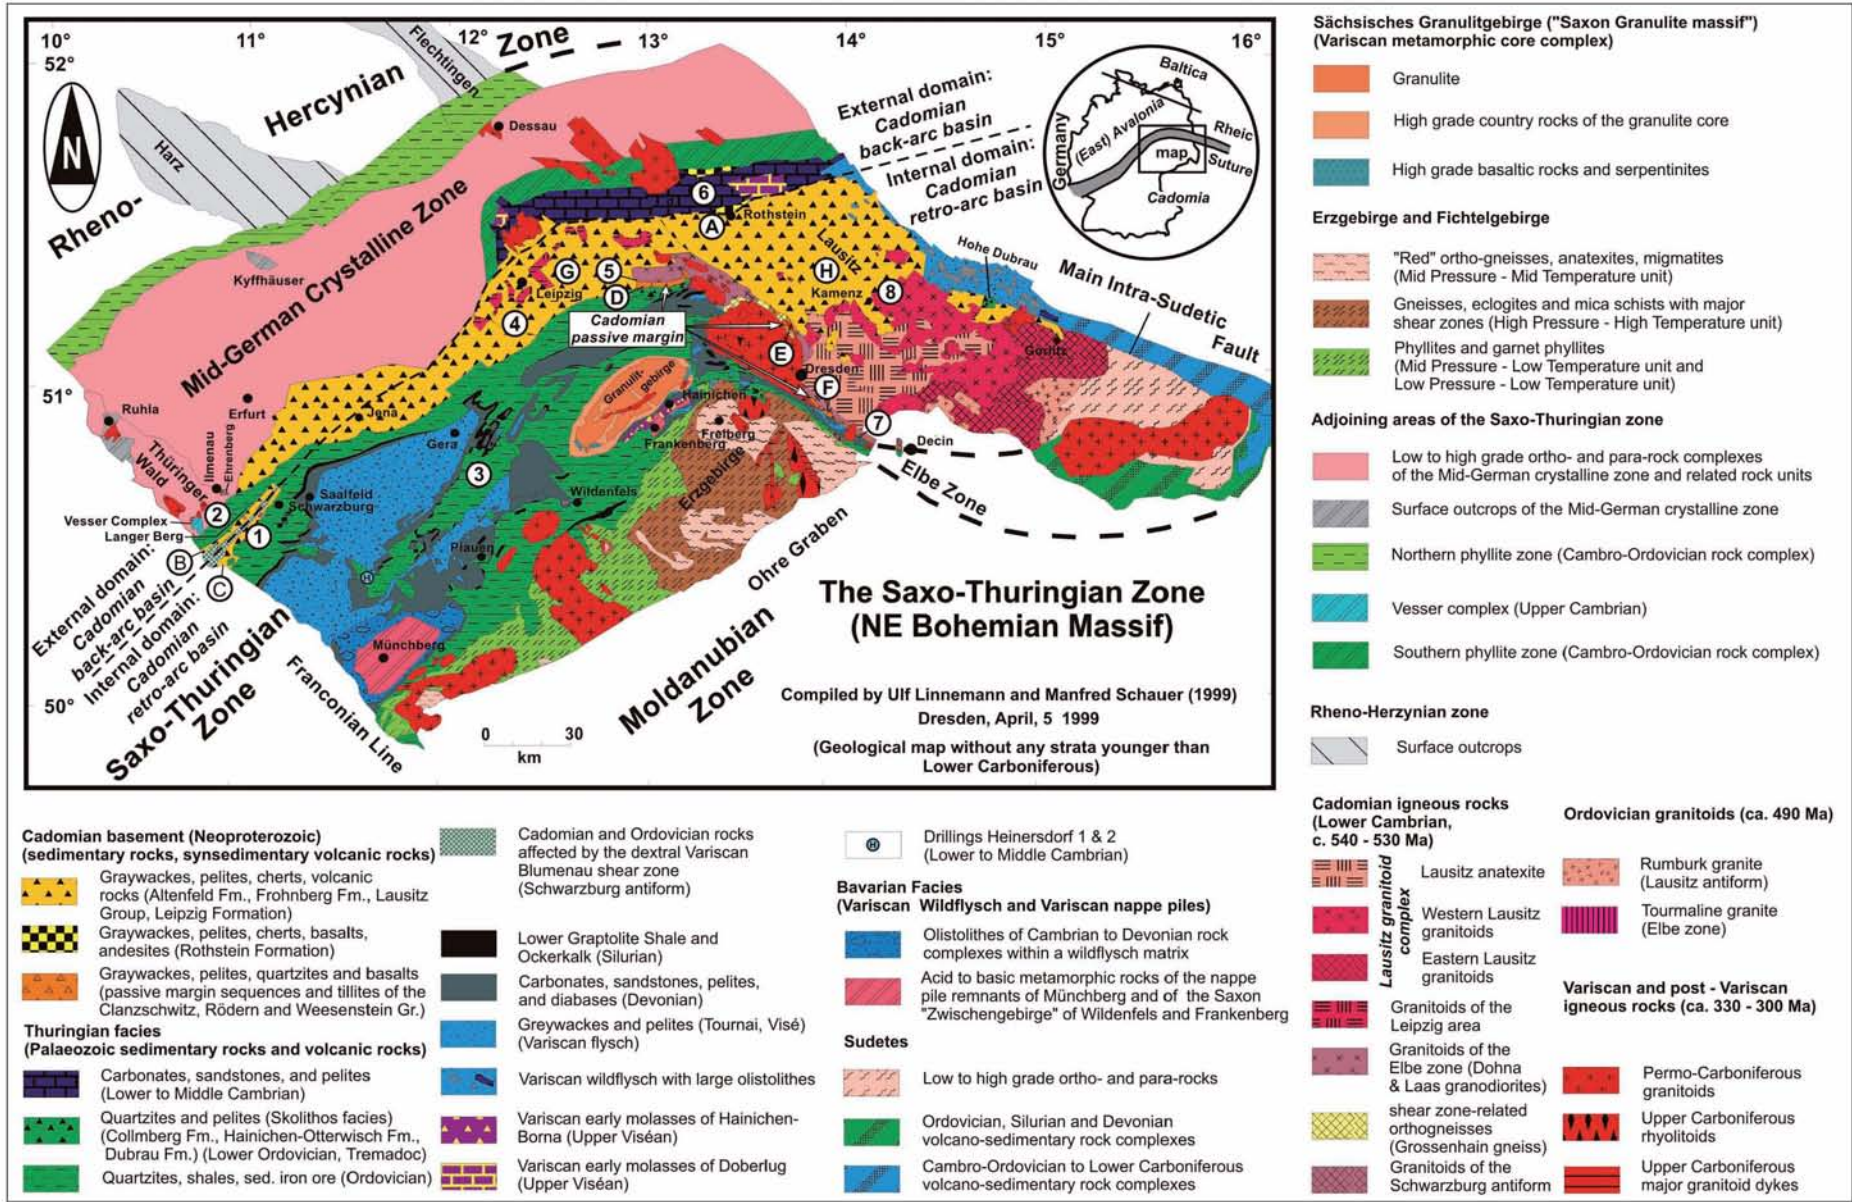 10°
11°
12°
13°
14°
15°
16°
52°
51°
50°
N
Flechtingen
Zone
Hercynian
Rheno-
Harz
Dessau
External domain:
Cadomian
back-arc basin
Internal domain:
Cadomian
retro-arc basin
Baltica
(East) Avalonia
Rheic
Suture
map
Germany
Cadomia
Kyffhäuser
Mid-German Crystalline Zone
6
A
Rothstein
Lausitz
H
Kamenz
8
Hohe Dubrau
Main Intra-Sudetic
Fault
G
5
D
Leipzig
4
Cadomian
passive margin
E
Dresden
F
Görlitz
7
Decin
Elbe Zone
Granulit-
gebirge
Hainichen
Frankenberg
Freiberg
Erzgebirge
Ruhla
Erfurt
Jena
Gera
3
Ilmenau
Ehrenberg
Thüringer
Wald
Saalfeld
Schwarzburg
Wildenfels
Vesser Complex
Langer Berg
2
1
B
C
H
Plauen
Münchberg
Ohre Graben
External domain:
Cadomian
back-arc basin
Internal domain:
Cadomian
retro-arc basin
Saxo-Thuringian
Zone
Franconian Line
Moldanubian
Zone
The Saxo-Thuringian Zone
(NE Bohemian Massif)
Compiled by Ulf Linnemann and Manfred Schauer (1999)
Dresden, April, 5 1999
(Geological map without any strata younger than
Lower Carboniferous)
0 30
km
Sächsisches Granulitgebirge ("Saxon Granulite massif")
(Variscan metamorphic core complex)
Granulite
High grade country rocks of the granulite core
High grade basaltic rocks and serpentinites
Erzgebirge and Fichtelgebirge
"Red" ortho-gneisses, anatexites, migmatites
(Mid Pressure - Mid Temperature unit)
Gneisses, eclogites and mica schists with major
shear zones (High Pressure - High Temperature unit)
Phyllites and garnet phyllites
(Mid Pressure - Low Temperature unit and
Low Pressure - Low Temperature unit)
Adjoining areas of the Saxo-Thuringian zone
Low to high grade ortho- and para-rock complexes
of the Mid-German crystalline zone and related rock units
Surface outcrops of the Mid-German crystalline zone
Northern phyllite zone (Cambro-Ordovician rock complex)
Vesser complex (Upper Cambrian)
Southern phyllite zone (Cambro-Ordovician rock complex)
Rheno-Herzynian zone
Surface outcrops
Cadomian igneous rocks
(Lower Cambrian,
c. 540 - 530 Ma)
Lausitz granitoid
complex
Lausitz anatexite
Western Lausitz
granitoids
Eastern Lausitz
granitoids
Granitoids of the
Leipzig area
Granitoids of the
Elbe zone (Dohna
& Laas granodiorites)
shear zone-related
orthogneisses
(Grossenhain gneiss)
Granitoids of the
Schwarzburg antiform
Ordovician granitoids (ca. 490 Ma)
Rumburk granite
(Lausitz antiform)
Tourmaline granite
(Elbe zone)
Variscan and post - Variscan
igneous rocks (ca. 330 - 300 Ma)
Permo-Carboniferous
granitoids
Upper Carboniferous
rhyolitoids
Upper Carboniferous
major granitoid dykes
Cadomian basement (Neoproterozoic)
(sedimentary rocks, synsedimentary volcanic rocks)
Graywackes, pelites, cherts, volcanic
rocks (Altenfeld Fm., Frohnberg Fm., Lausitz
Group, Leipzig Formation)
Graywackes, pelites, cherts, basalts,
andesites (Rothstein Formation)
Graywackes, pelites, quartzites and basalts
(passive margin sequences and tillites of the
Clanzschwitz, Rödern and Weesenstein Gr.)
Thuringian facies
(Palaeozoic sedimentary rocks and volcanic rocks)
Carbonates, sandstones, and pelites
(Lower to Middle Cambrian)
Quartzites and pelites (Skolithos facies)
(Collmberg Fm., Hainichen-Otterwisch Fm.,
Dubrau Fm.) (Lower Ordovician, Tremadoc)
Quartzites, shales, sed. iron ore (Ordovician)
Cadomian and Ordovician rocks
affected by the dextral Variscan
Blumenau shear zone
(Schwarzburg antiform)
Lower Graptolite Shale and
Ockerkalk (Silurian)
Carbonates, sandstones, pelites,
and diabases (Devonian)
Greywackes and pelites (Tournai, Visé)
(Variscan flysch)
Variscan wildflysch with large olistolithes
Variscan early molasses of Hainichen-
Borna (Upper Viséan)
Variscan early molasses of Doberlug
(Upper Viséan)
H
Drillings Heinersdorf 1 & 2
(Lower to Middle Cambrian)
Bavarian Facies
(Variscan Wildflysch and Variscan nappe piles)
Olistolithes of Cambrian to Devonian rock
complexes within a wildflysch matrix
Acid to basic metamorphic rocks of the nappe
pile remnants of Münchberg and of the Saxon
"Zwischengebirge" of Wildenfels and Frankenberg
Sudetes
Low to high grade ortho- and para-rocks
Ordovician, Silurian and Devonian
volcano-sedimentary rock complexes
Cambro-Ordovician to Lower Carboniferous
volcano-sedimentary rock complexes